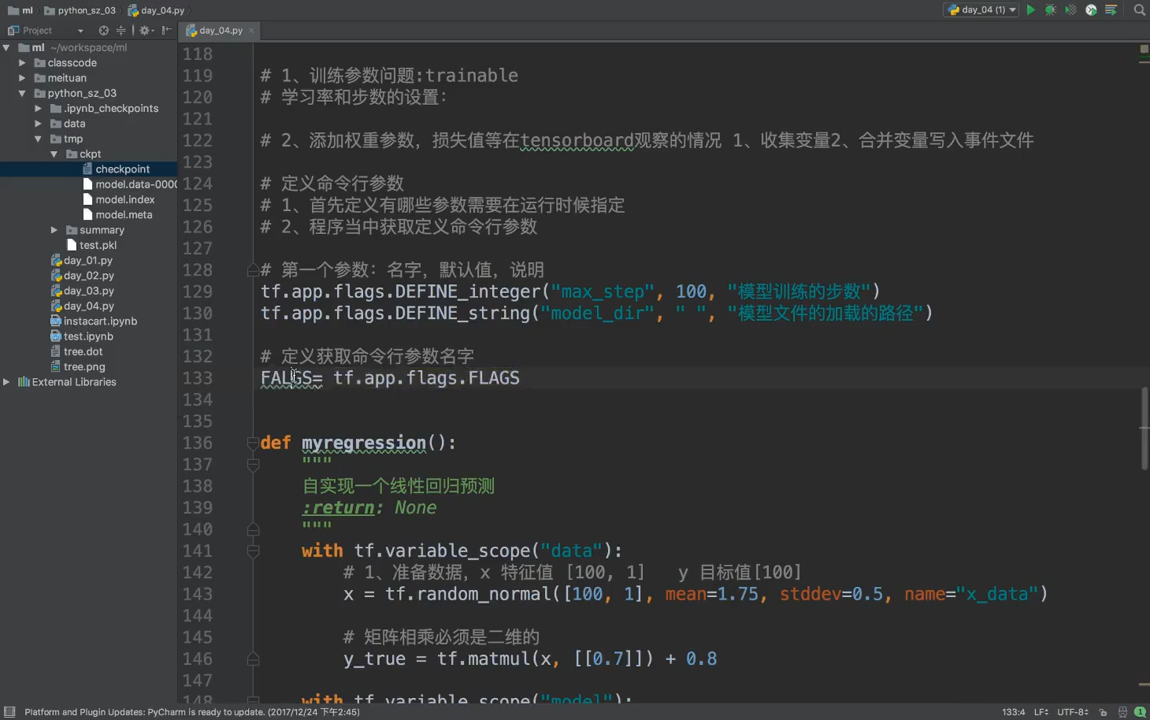 ml
python_sz_03
day_04.py
day_04 (1)
Project
day_04.py
ml ~/workspace/ml
classcode
meituan
python_sz_03
.ipynb_checkpoints
data
tmp
ckpt
checkpoint
model.data-0000
model.index
model.meta
summary
test.pkl
day_01.py
day_02.py
day_03.py
day_04.py
instacart.ipynb
test.ipynb
tree.dot
tree.png
External Libraries
118
119 # 1、训练参数问题:trainable
120 # 学习率和步数的设置:
121
122 # 2、添加权重参数，损失值等在tensorboard观察的情况 1、收集变量2、合并变量写入事件文件
123
124 # 定义命令行参数
125 # 1、首先定义有哪些参数需要在运行时候指定
126 # 2、程序当中获取定义命令行参数
127
128 # 第一个参数：名字，默认值，说明
129 tf.app.flags.DEFINE_integer("max_step", 100, "模型训练的步数")
130 tf.app.flags.DEFINE_string("model_dir", " ", "模型文件的加载的路径")
131
132 # 定义获取命令行参数名字
133 FALGS= tf.app.flags.FLAGS
134
135
136 def myregression():
137 """
138 自实现一个线性回归预测
139 :return: None
140 """
141 with tf.variable_scope("data"):
142 # 1、准备数据，x 特征值 [100, 1] y 目标值[100]
143 x = tf.random_normal([100, 1], mean=1.75, stddev=0.5, name="x_data")
144
145 # 矩阵相乘必须是二维的
146 y_true = tf.matmul(x, [[0.7]]) + 0.8
147
148 with tf.variable_scope("model"):
Platform and Plugin Updates: PyCharm is ready to update. (2017/12/24 下午2:45)
133:4 LF÷ UTF-8÷
1